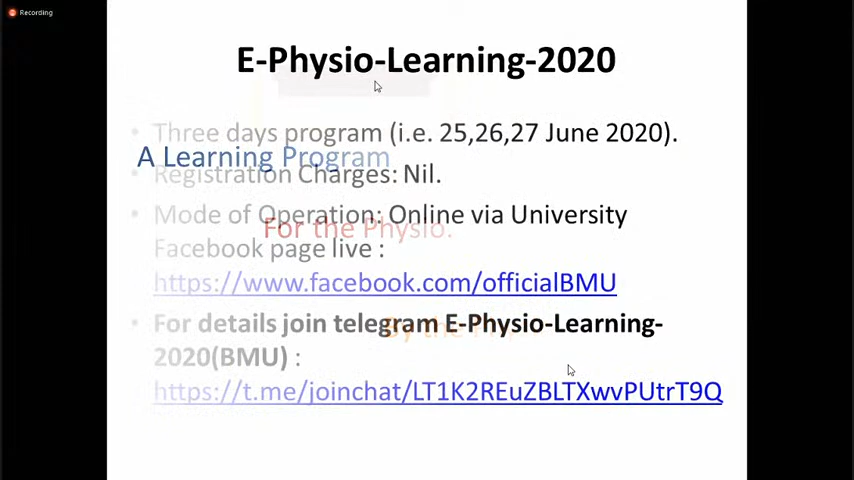 Recording
E-Physio-Learning-2020
• Three days program (i.e. 25,26,27 June 2020).
A Learning Program
• Registration Charges: Nil.
• Mode of Operation: Online via University
For the Physio.
Facebook page live :
https://www.facebook.com/officialBMU
• For details join telegram E-Physio-Learning-
By the
2020(BMU) :
https://t.me/joinchat/LT1K2REuZBLTXwvPUtrT9Q